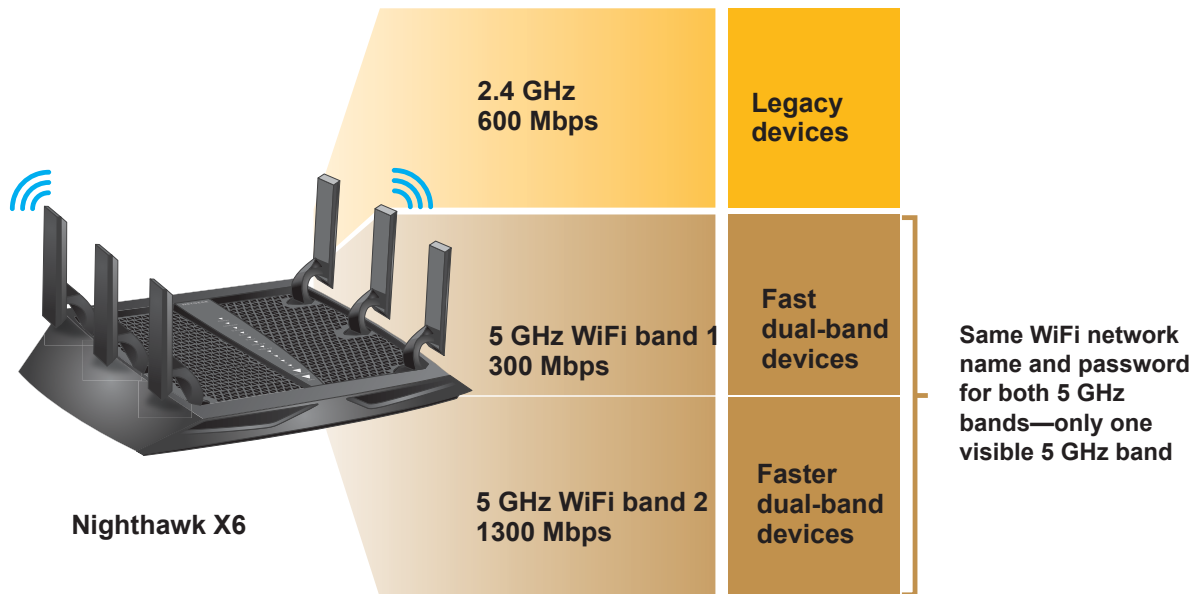 2.4 GHz
600 Mbps
Legacy
devices
5 GHz WiFi band 1
300 Mbps
Fast
dual-band
devices
5 GHz WiFi band 2
1300 Mbps
Faster
dual-band
devices
Same WiFi network
name and password
for both 5 GHz
bands—only one
visible 5 GHz band
Nighthawk X6